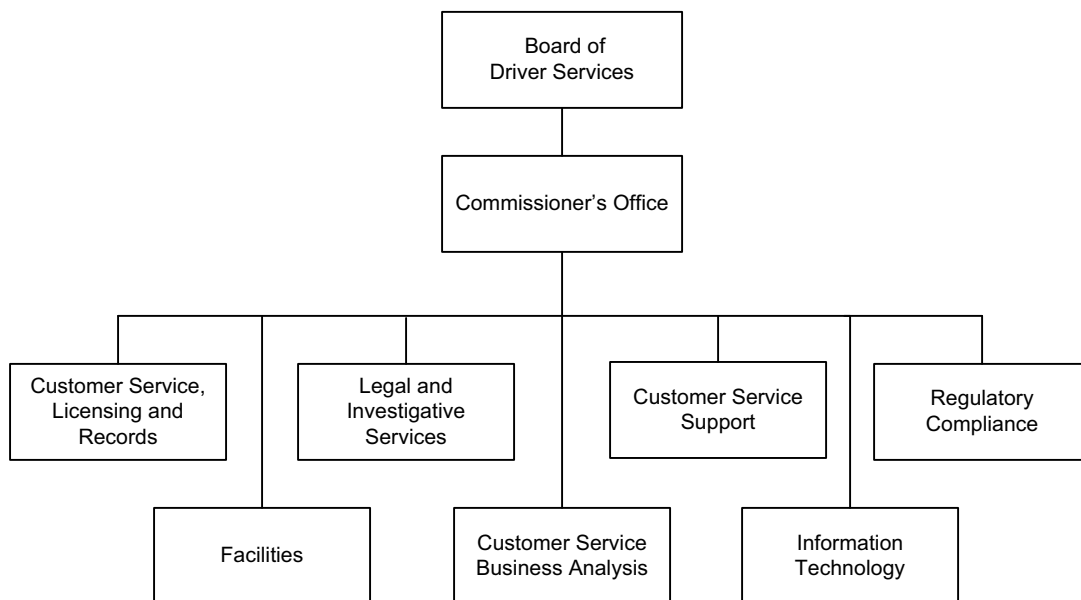 Board of
Driver Services
Commissioner’s Office
Customer Service,
Licensing and
Records
Legal and
Investigative
Services
Customer Service
Support
Regulatory
Compliance
Facilities
Customer Service
Business Analysis
Information
Technology